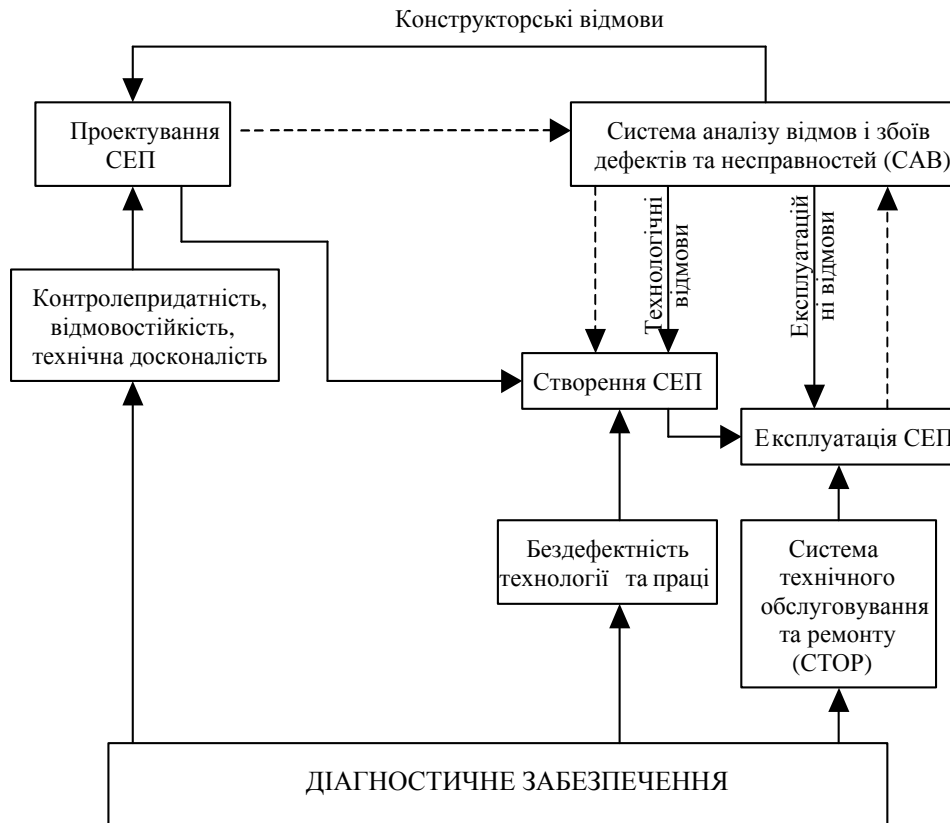 Конструкторські відмови
Проектування
СЕП
Система аналізу відмов і збоїв
дефектів та несправностей (САВ)
Технологічні
відмови
Експлуатацій
ні відмови
Контролепридатність,
відмовостійкість,
технічна досконалість
Створення СЕП
Експлуатація СЕП
Бездефектність
технології та праці
Система
технічного
обслуговування
та ремонту
(СТОР)
ДІАГНОСТИЧНЕ ЗАБЕЗПЕЧЕННЯ